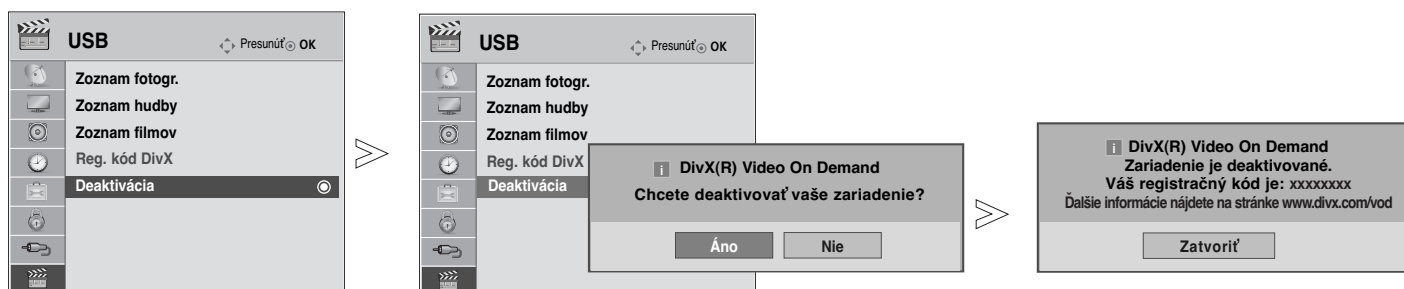 USB
Presunúť OK
Zoznam fotogr.
Zoznam hudby
Zoznam filmov
Reg. kód DivX
Deaktivácia
USB
Presunúť OK
Zoznam fotogr.
Zoznam hudby
Zoznam filmov
Reg. kód DivX
Deaktivácia
i DivX(R) Video On Demand
Chcete deaktivovať vaše zariadenie?
Áno
Nie
i DivX(R) Video On Demand
Zariadenie je deaktivované.
Váš registračný kód je: xxxxxxxx
Ďalšie informácie nájdete na stránke www.divx.com/vod
Zatvoriť